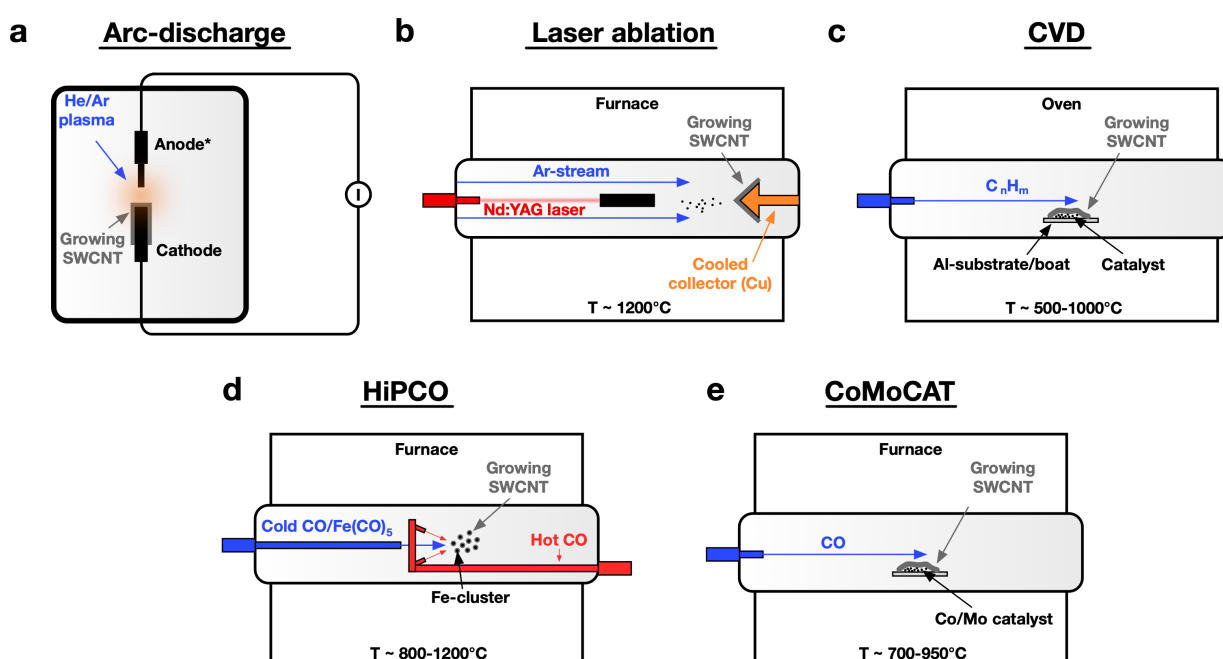 a
Arc-discharge
He/Ar
plasma
Anode*
I
Growing
SWCNT
Cathode
b
Laser ablation
Furnace
Growing
SWCNT
Ar-stream
Nd:YAG laser
Cooled
collector (Cu)
T ~ 1200°C
c
CVD
Oven
Growing
SWCNT
CnHm
Al-substrate/boat
Catalyst
T ~ 500-1000°C
d
HiPCO
Furnace
Growing
SWCNT
Cold CO/Fe(CO)5
Hot CO
Fe-cluster
T ~ 800-1200°C
e
CoMoCAT
Furnace
Growing
SWCNT
CO
Co/Mo catalyst
T ~ 700-950°C